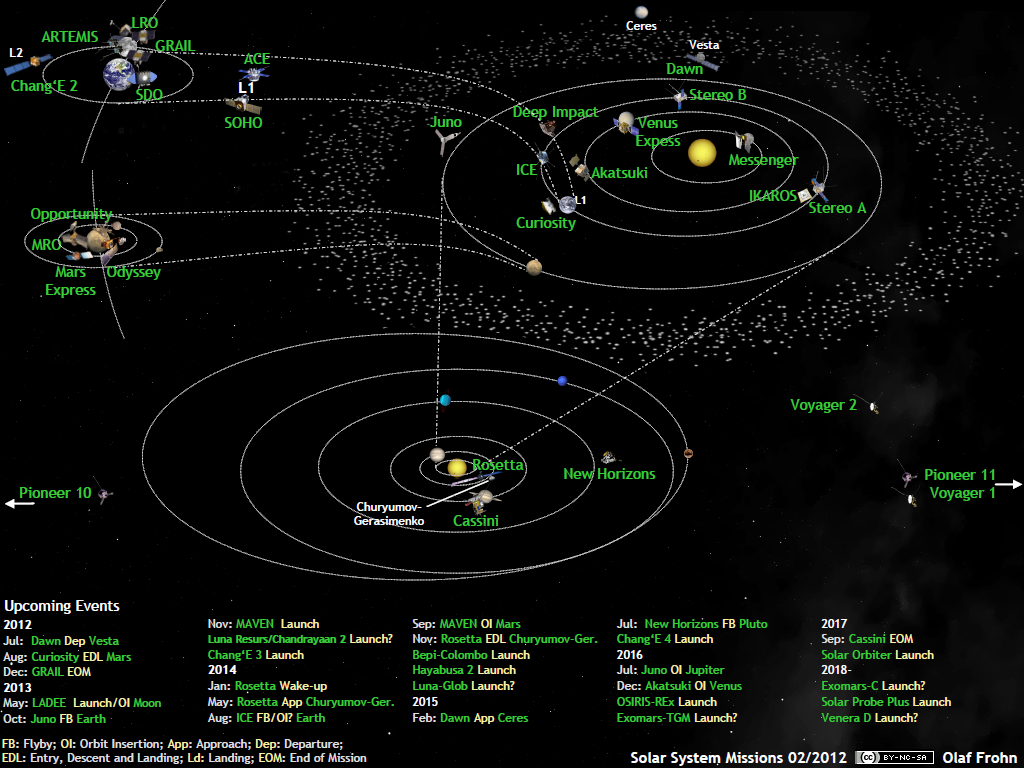 Ceres
LRO
ARTEMIS
GRAIL
L2
Chang'E 2
SDO
ACE
L1
SOHO
Vesta
Dawn
Stereo B
Deep Impact
Juno
Venus
Expess
Messenger
ICE
Akatsuki
L1
IKAROS
Stereo A
Curiosity
Opportunity
MRO
Odyssey
Mars
Express
Voyager 2
Rosetta
New Horizons
Pioneer 11
Voyager 1
Pioneer 10
Churyumov-
Gerasimenko
Cassini
Upcoming Events
2012
Jul: Dawn Dep Vesta
Aug: Curiosity EDL Mars
Dec: GRAIL EOM
2013
May: LADEE Launch/OI Moon
Oct: Juno FB Earth
Nov: MAVEN Launch
Luna Resurs/Chandrayaan 2 Launch?
Chang'E 3 Launch
2014
Jan: Rosetta Wake-up
May: Rosetta App Churyumov-Ger.
Aug: ICE FB/OI? Earth
Sep: MAVEN OI Mars
Nov: Rosetta EDL Churyumov-Ger.
Bepi-Colombo Launch
Hayabusa 2 Launch
Luna-Glob Launch?
2015
Feb: Dawn App Ceres
Jul: New Horizons FB Pluto
Chang'E 4 Launch
2016
Jul: Juno OI Jupiter
Dec: Akatsuki OI Venus
OSIRIS-REx Launch
Exomars-TGM Launch?
2017
Sep: Cassini EOM
Solar Orbiter Launch
2018-
Exomars-C Launch?
Solar Probe Plus Launch
Venera D Launch?
FB: Flyby; OI: Orbit Insertion; App: Approach; Dep: Departure;
EDL: Entry, Descent and Landing; Ld: Landing; EOM: End of Mission
Solar System Missions 02/2012 cc BY-NC-SA Olaf Frohn